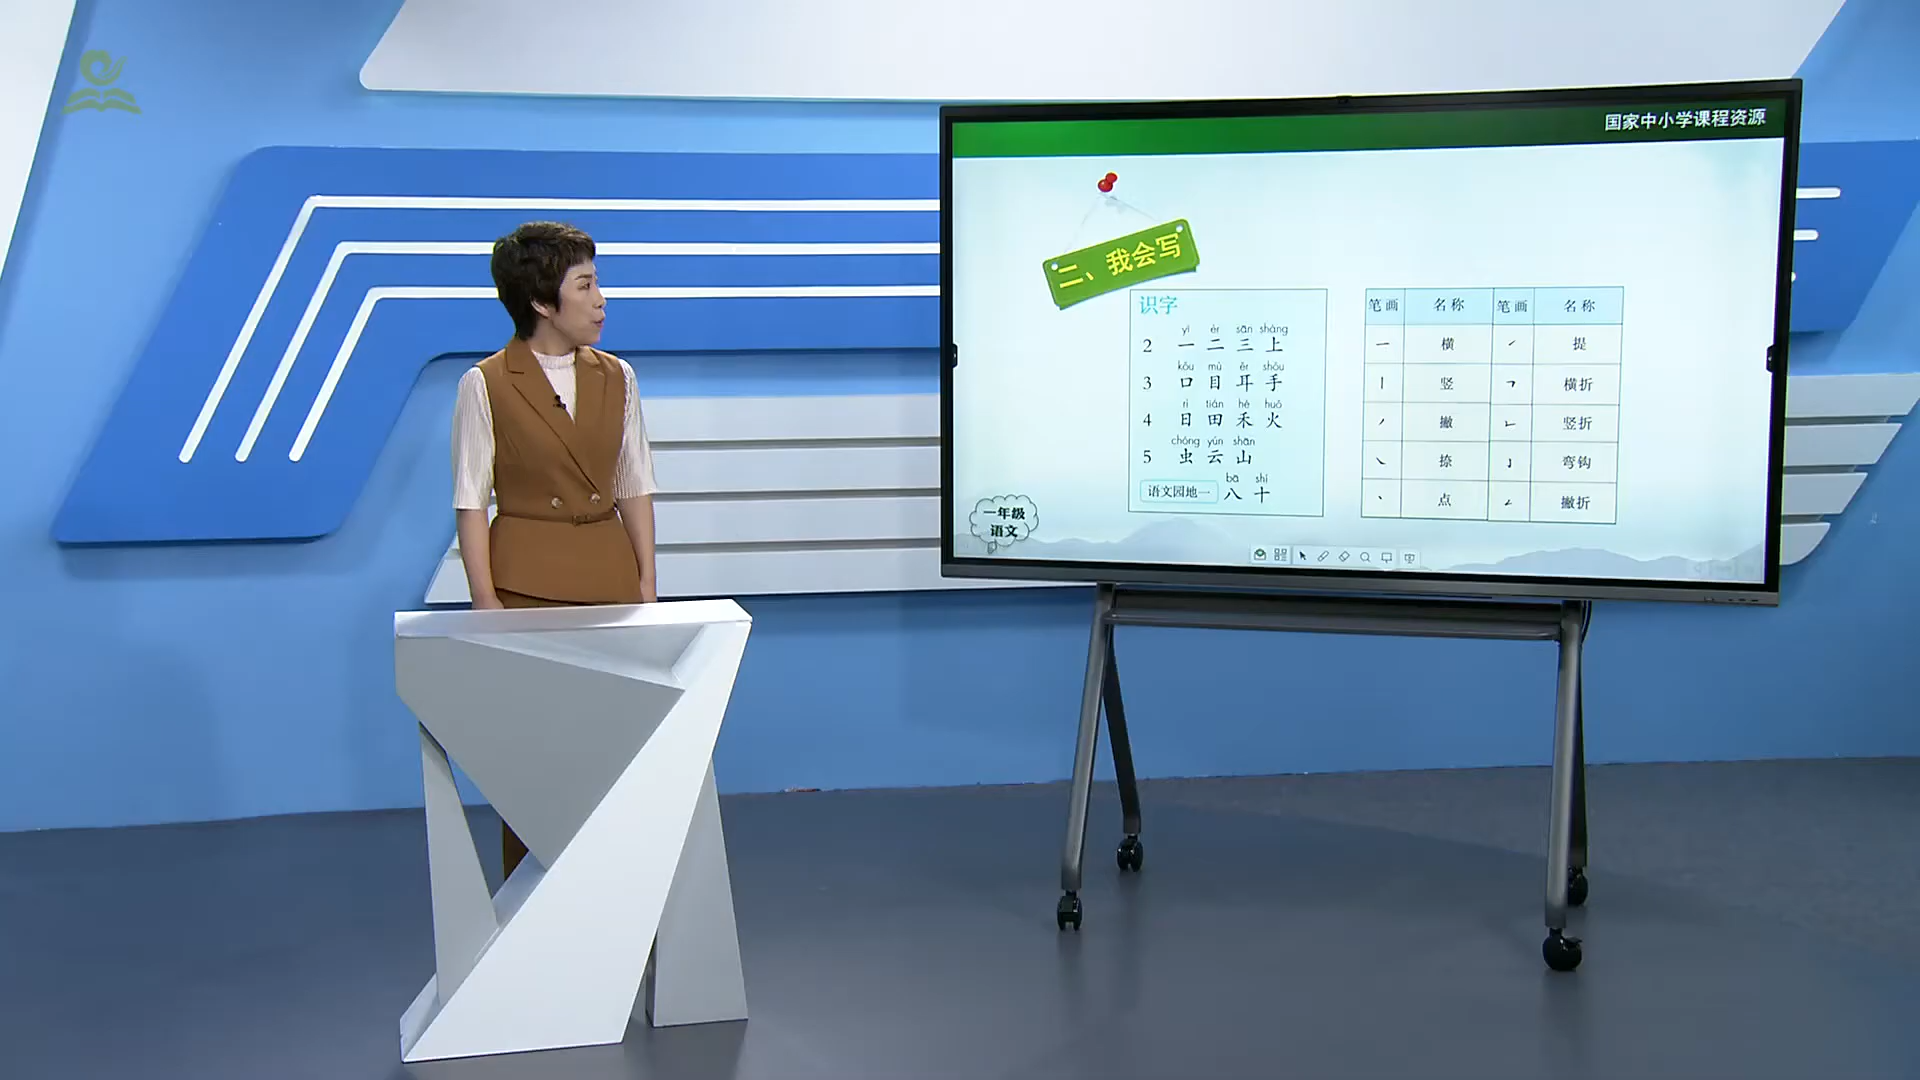 国家中小学课程资源
二、我会写
识字
yī èr sān shàng
2 一 二 三 上
kǒu mù ěr shǒu
3 口 目 耳 手
rì tián hé huǒ
4 日 田 禾 火
chóng yún shān
5 虫 云 山
bā shí
语文园地一 八 十
笔画 名称 笔画 名称
㇐ 横 ㇀ 提
㇑ 竖 ㇕ 横折
㇒ 撇 ㇗ 竖折
㇏ 捺 ㇁ 弯钩
㇔ 点 ㇜ 撇折
一年级
语文